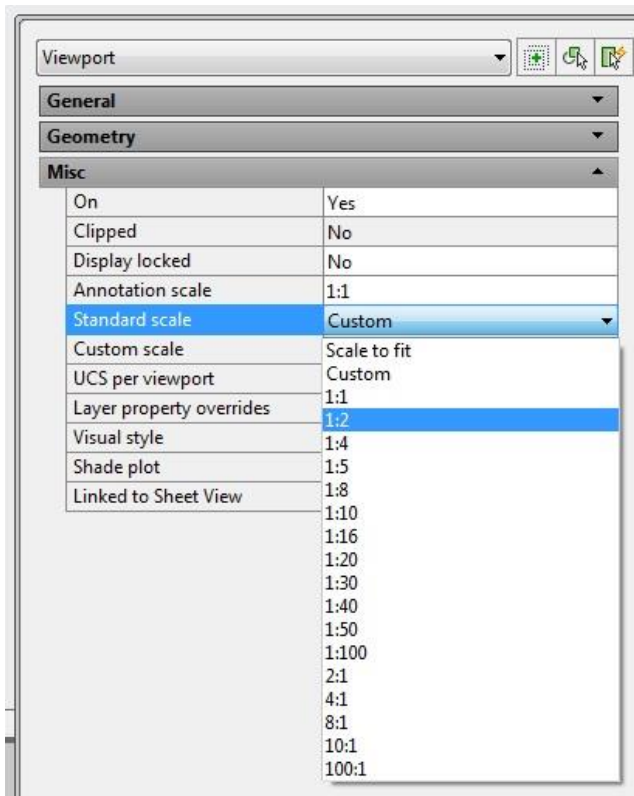 Viewport
General
Geometry
Misc
On Yes
Clipped No
Display locked No
Annotation scale 1:1
Standard scale Custom
Custom scale
UCS per viewport
Layer property overrides
Visual style
Shade plot
Linked to Sheet View
Scale to fit
Custom
1:1
1:2
1:4
1:5
1:8
1:10
1:16
1:20
1:30
1:40
1:50
1:100
2:1
4:1
8:1
10:1
100:1